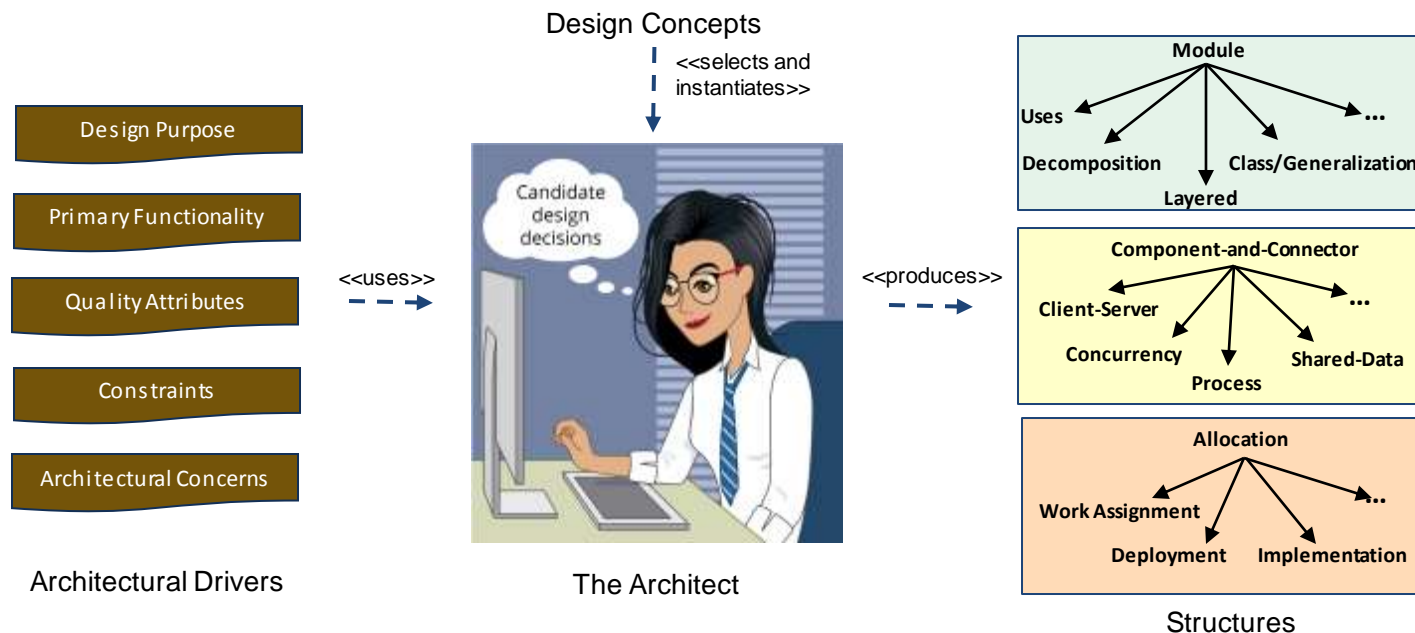 Design Concepts
<<selects and
instantiates>>
Design Purpose
Primary Functionality
Quality Attributes
Constraints
Architectural Concerns
Architectural Drivers
<<uses>>
Candidate
design
decisions
The Architect
<<produces>>
Module
Uses
...
Decomposition
Class/Generalization
Layered
Component-and-Connector
Client-Server
...
Concurrency
Shared-Data
Process
Allocation
Work Assignment
...
Deployment
Implementation
Structures